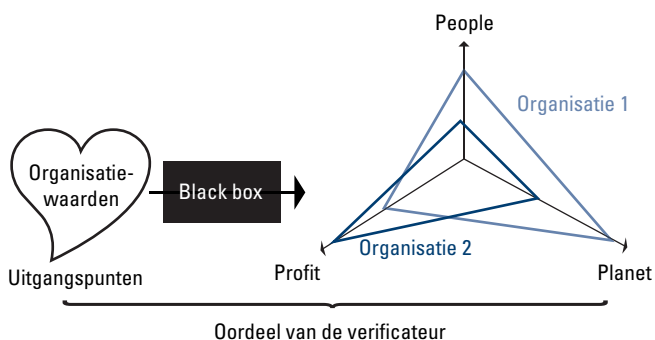 People
Organisatie 1
Organisatie-
waarden
Black box
Organisatie 2
Uitgangspunten
Profit
Planet
Oordeel van de verificateur